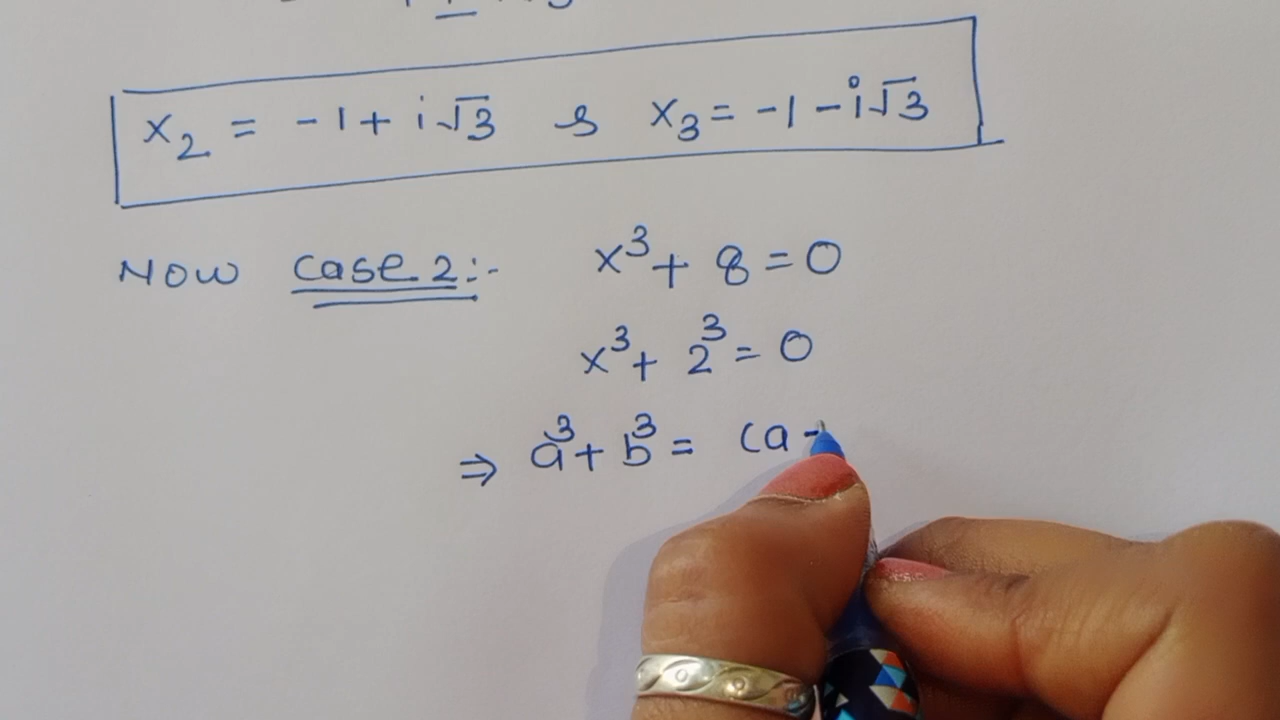 x₂ = -1 + i√3 & x₃ = -1 - i√3
Now case 2:- x³ + 8 = 0
x³ + 2³ = 0
⇒ a³ + b³ = (a -